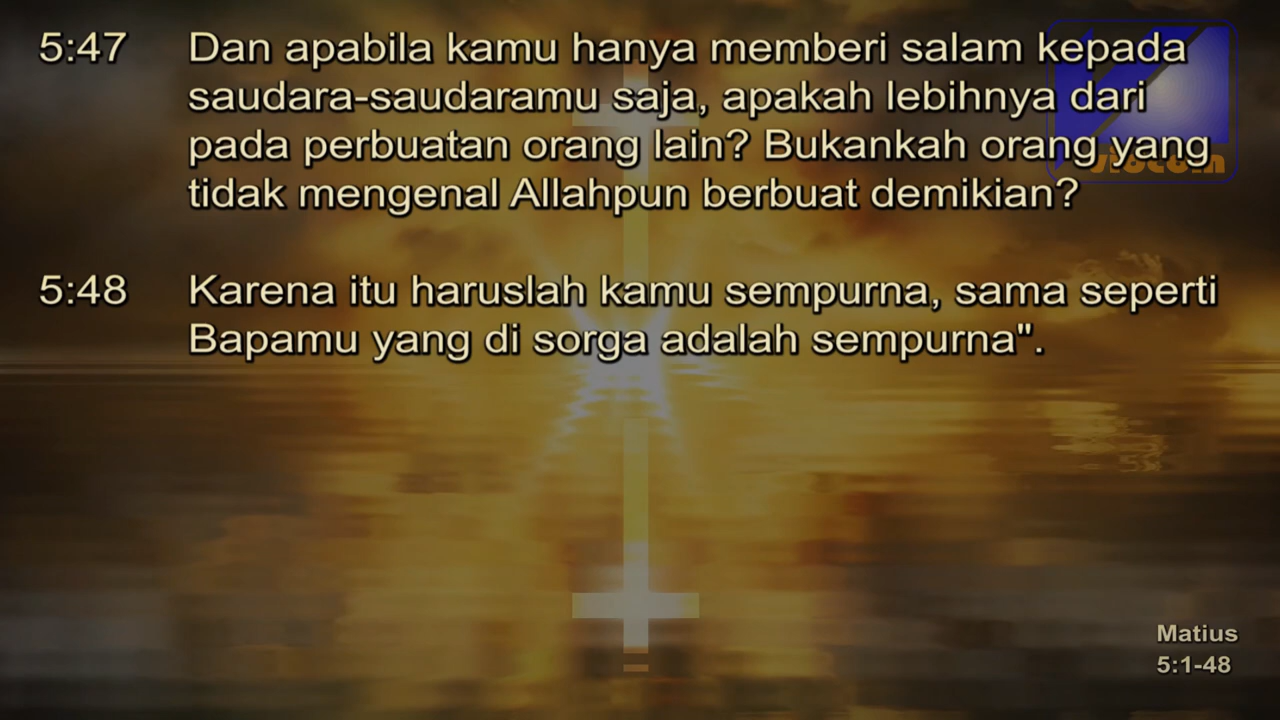 5:47 Dan apabila kamu hanya memberi salam kepada
saudara-saudaramu saja, apakah lebihnya dari
pada perbuatan orang lain? Bukankah orang yang
tidak mengenal Allahpun berbuat demikian?
5:48 Karena itu haruslah kamu sempurna, sama seperti
Bapamu yang di sorga adalah sempurna".
Matius
5:1-48